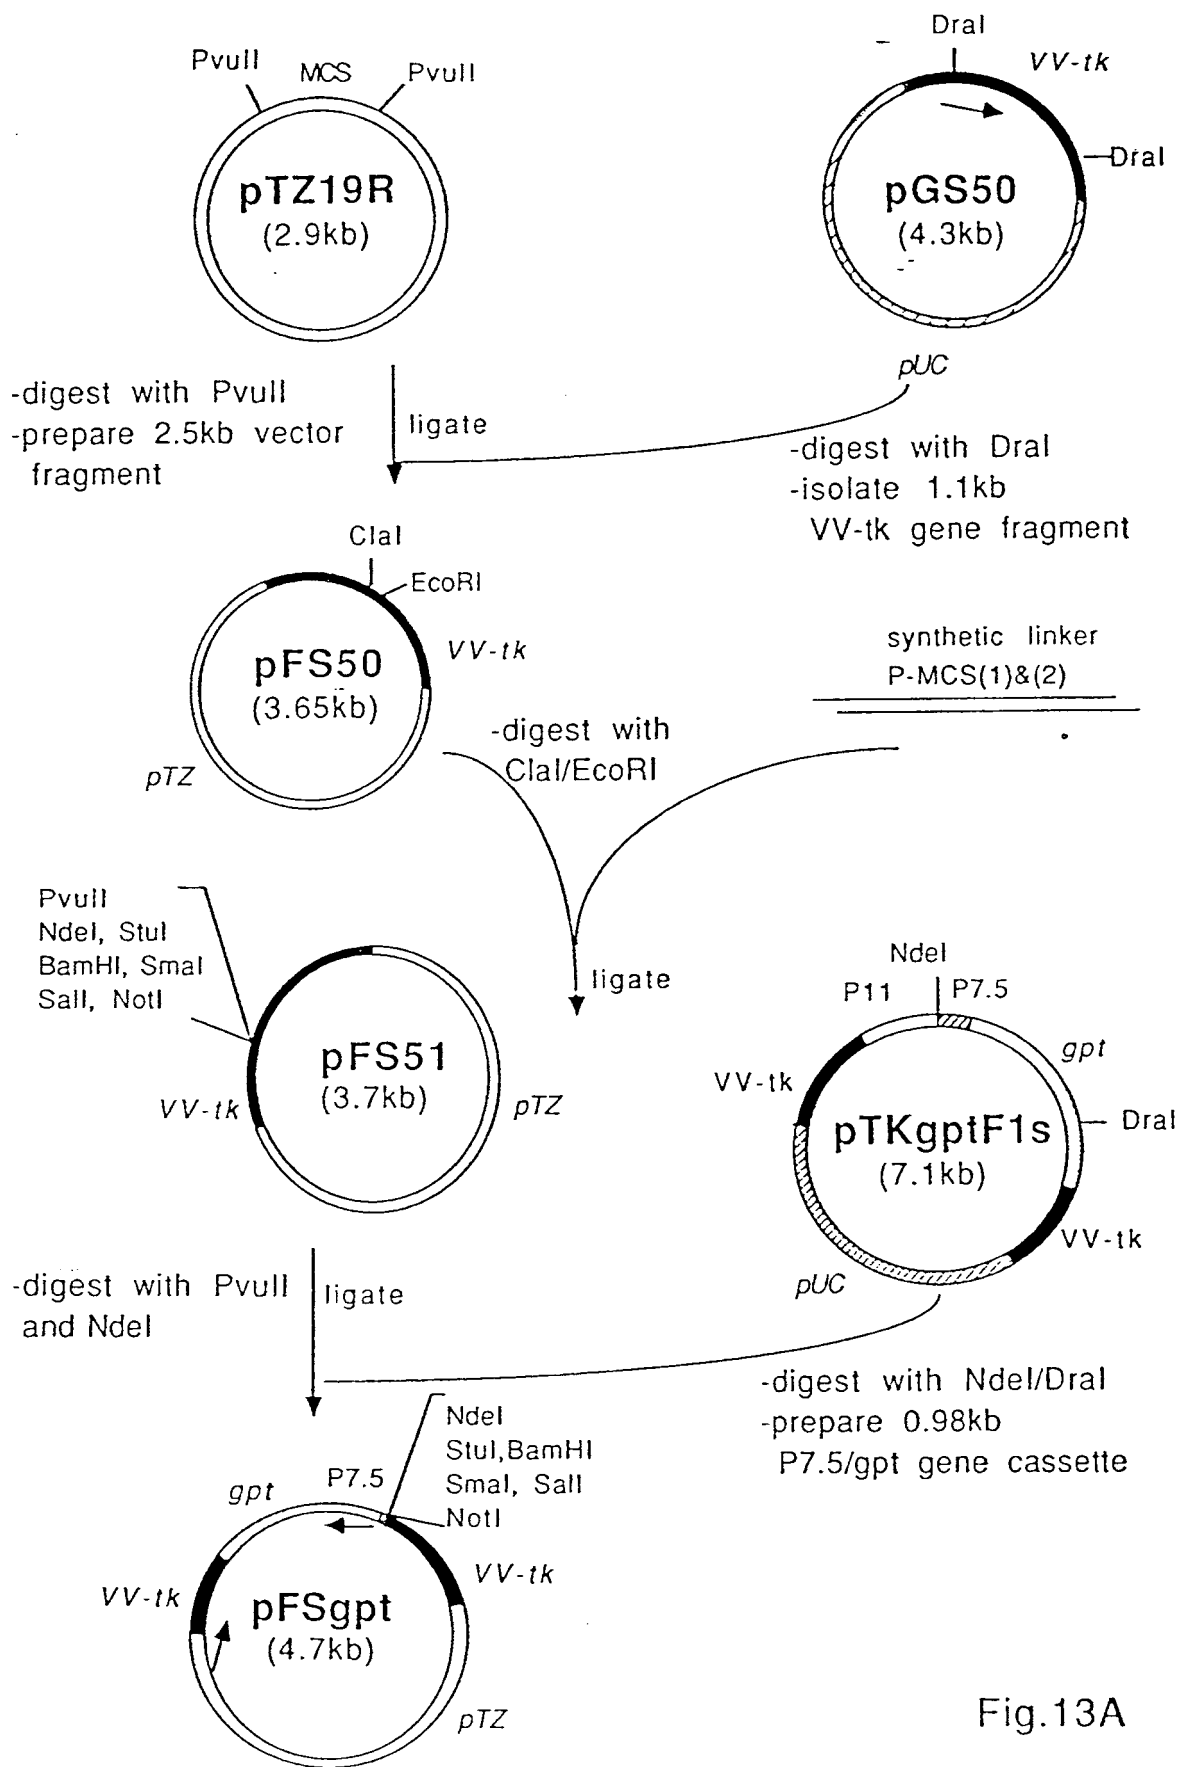 PvuII MCS PvuII
pTZ19R
(2.9kb)
DraI
VV-tk
DraI
pGS50
(4.3kb)
pUC
-digest with PvuII
-prepare 2.5kb vector
fragment
ligate
-digest with DraI
-isolate 1.1kb
VV-tk gene fragment
ClaI
EcoRI
VV-tk
pFS50
(3.65kb)
pTZ
synthetic linker
P-MCS(1)&(2)
-digest with
ClaI/EcoRI
PvuII
NdeI, StuI
BamHI, SmaI
SalI, NotI
ligate
pFS51
(3.7kb)
VV-tk
pTZ
NdeI
P11 P7.5
gpt
VV-tk
DraI
pTKgptF1s
(7.1kb)
VV-tk
pUC
-digest with PvuII
and NdeI
ligate
-digest with NdeI/DraI
-prepare 0.98kb
P7.5/gpt gene cassette
NdeI
StuI,BamHI
SmaI, SalI
NotI
gpt P7.5
VV-tk
VV-tk
pFSgpt
(4.7kb)
pTZ
Fig.13A